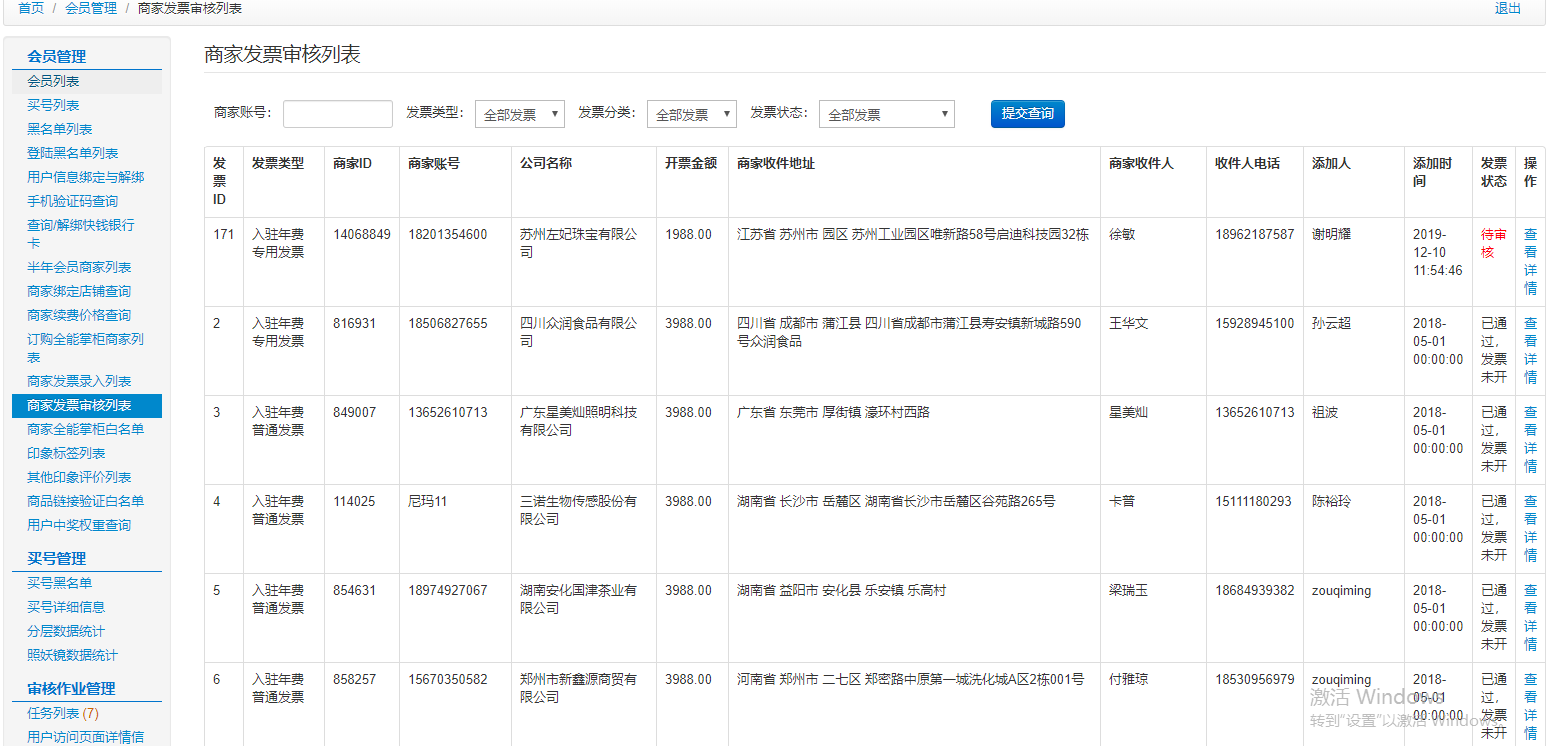 首页 / 会员管理 / 商家发票审核列表 退出
会员管理
会员列表
买号列表
黑名单列表
登陆黑名单列表
用户信息绑定与解绑
手机验证码查询
查询/解绑快钱银行
卡
半年会员商家列表
商家绑定店铺查询
商家续费价格查询
订购全能掌柜商家列
表
商家发票录入列表
商家发票审核列表
商家全能掌柜白名单
印象标签列表
其他印象评价列表
商品链接验证白名单
用户中奖权重查询
买号管理
买号黑名单
买号详细信息
分层数据统计
照妖镜数据统计
审核作业管理
任务列表 (7)
用户访问页面详情信
商家发票审核列表
商家账号： 发票类型： 全部发票 发票分类： 全部发票 发票状态： 全部发票 提交查询
发 发票类型 商家ID 商家账号 公司名称 开票金额 商家收件地址 商家收件人 收件人电话 添加人 添加时 发票 操
票 间 状态 作
ID
171 入驻年费 14068849 18201354600 苏州左妃珠宝有限公 1988.00 江苏省 苏州市 园区 苏州工业园区唯新路58号启迪科技园32栋 徐敏 18962187587 谢明耀 2019- 待审 查
专用发票 司 12-10 核 看
11:54:46 详
情
2 入驻年费 816931 18506827655 四川众润食品有限公 3988.00 四川省 成都市 蒲江县 四川省成都市蒲江县寿安镇新城路590 王华文 15928945100 孙云超 2018- 已通 查
专用发票 司 号众润食品 05-01 过, 看
00:00:00 发票 详
未开 情
3 入驻年费 849007 13652610713 广东星美灿照明科技 3988.00 广东省 东莞市 厚街镇 濠环村西路 星美灿 13652610713 祖波 2018- 已通 查
普通发票 有限公司 05-01 过, 看
00:00:00 发票 详
未开 情
4 入驻年费 114025 尼玛11 三诺生物传感股份有 3988.00 湖南省 长沙市 岳麓区 湖南省长沙市岳麓区谷苑路265号 卡普 15111180293 陈裕玲 2018- 已通 查
普通发票 限公司 05-01 过, 看
00:00:00 发票 详
未开 情
5 入驻年费 854631 18974927067 湖南安化国津茶业有 3988.00 湖南省 益阳市 安化县 乐安镇 乐高村 梁瑞玉 18684939382 zouqiming 2018- 已通 查
普通发票 限公司 05-01 过, 看
00:00:00 发票 详
未开 情
6 入驻年费 858257 15670350582 郑州市新鑫源商贸有 3988.00 河南省 郑州市 二七区 郑密路中原第一城洗化城A区2栋001号 付雅琼 18530956979 zouqiming 2018- 已通 查
普通发票 限公司 05-01 过, 看
00:00:00 发票 详
未开 情
激活 Windows
转到"设置"以激活 Windows。